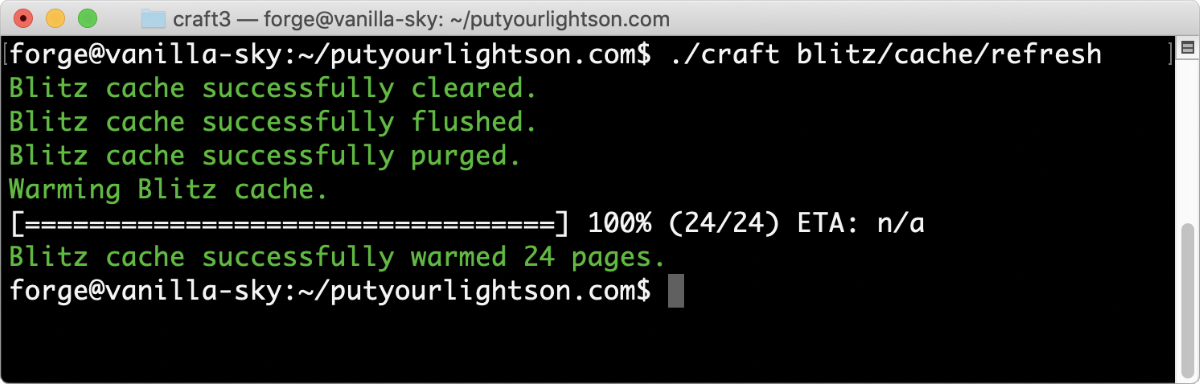 craft3 — forge@vanilla-sky: ~/putyourlightson.com
[forge@vanilla-sky:~/putyourlightson.com$ ./craft blitz/cache/refresh ]
Blitz cache successfully cleared.
Blitz cache successfully flushed.
Blitz cache successfully purged.
Warming Blitz cache.
[=================================] 100% (24/24) ETA: n/a
Blitz cache successfully warmed 24 pages.
forge@vanilla-sky:~/putyourlightson.com$